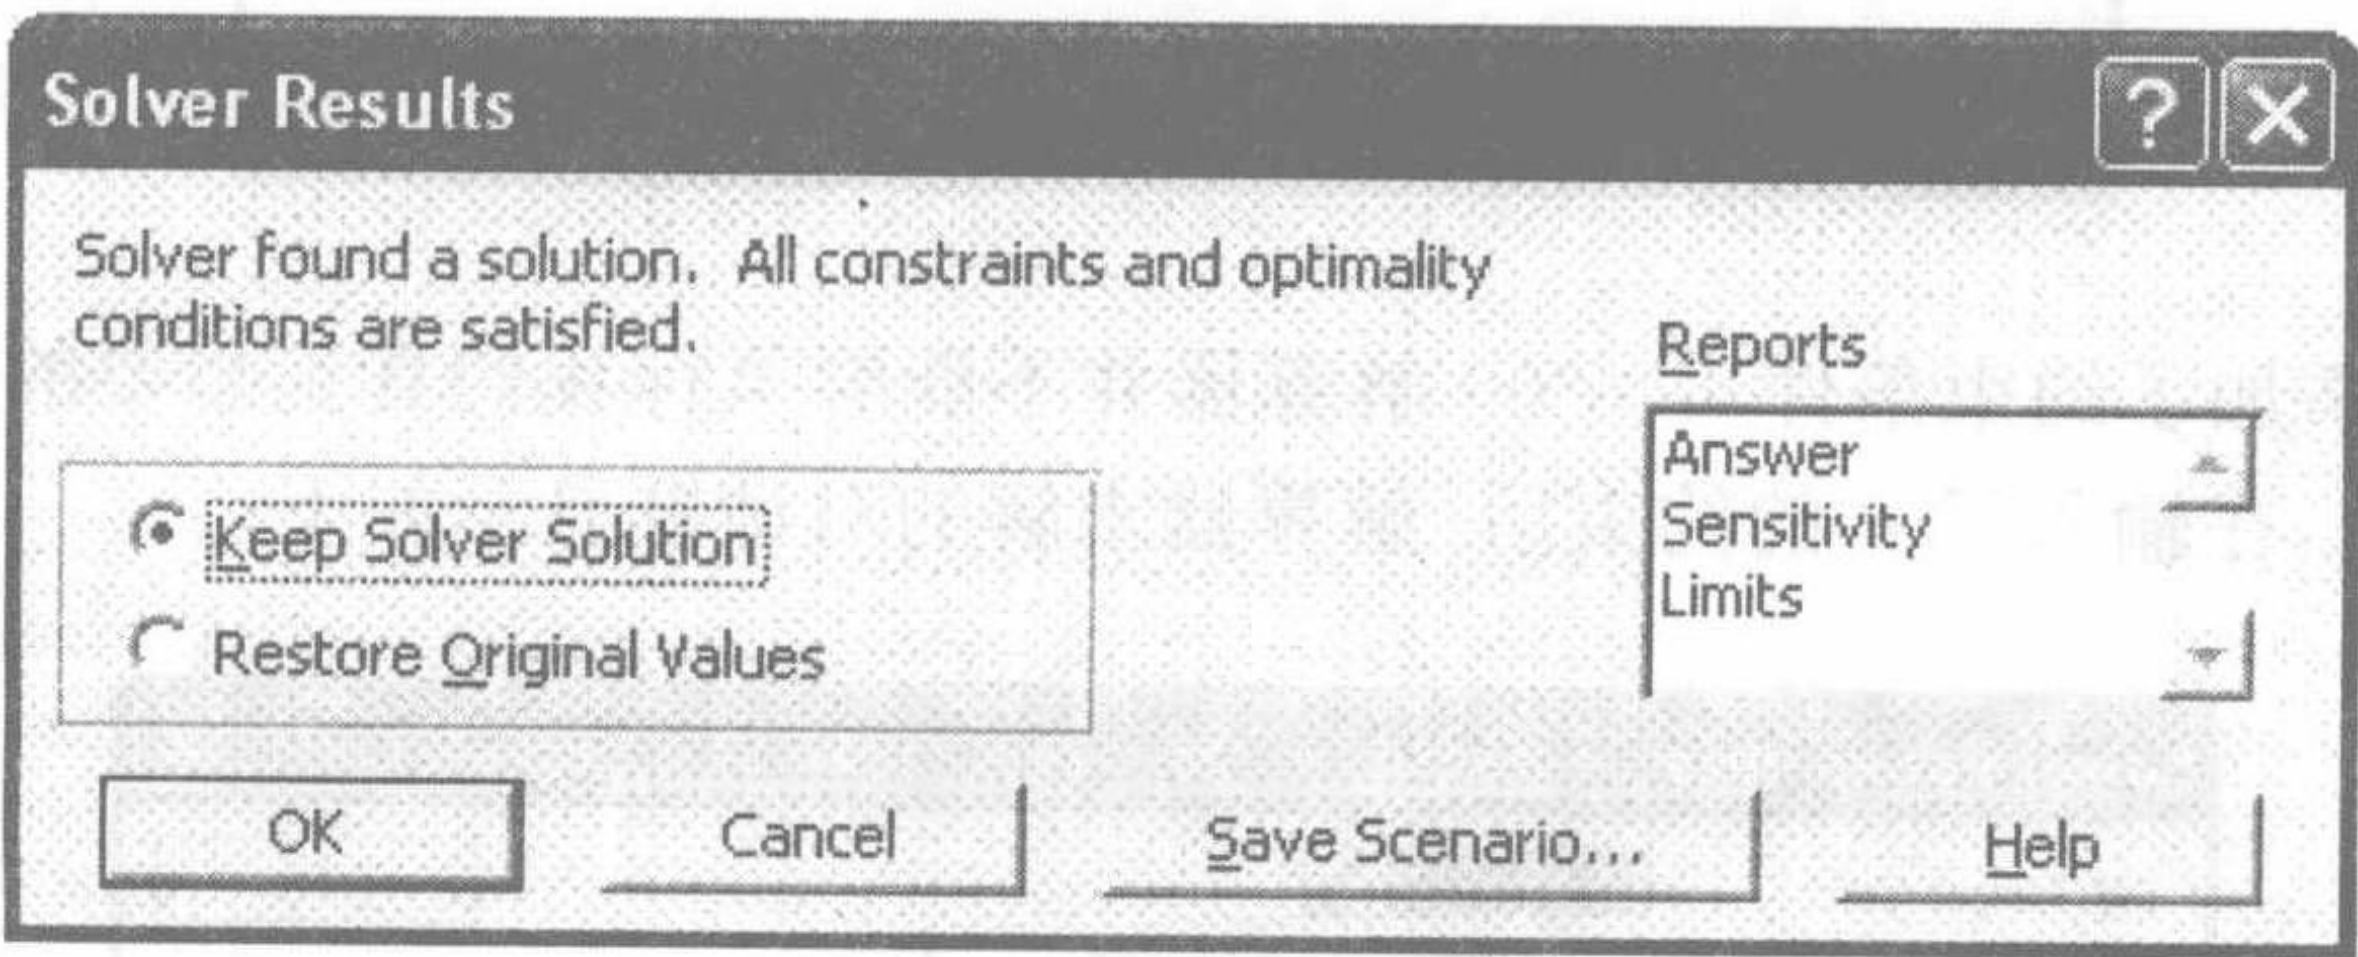 Solver Results
Solver found a solution. All constraints and optimality
conditions are satisfied.
Reports
Answer
Sensitivity
Limits
Keep Solver Solution
Restore Original Values
OK
Cancel
Save Scenario...
Help